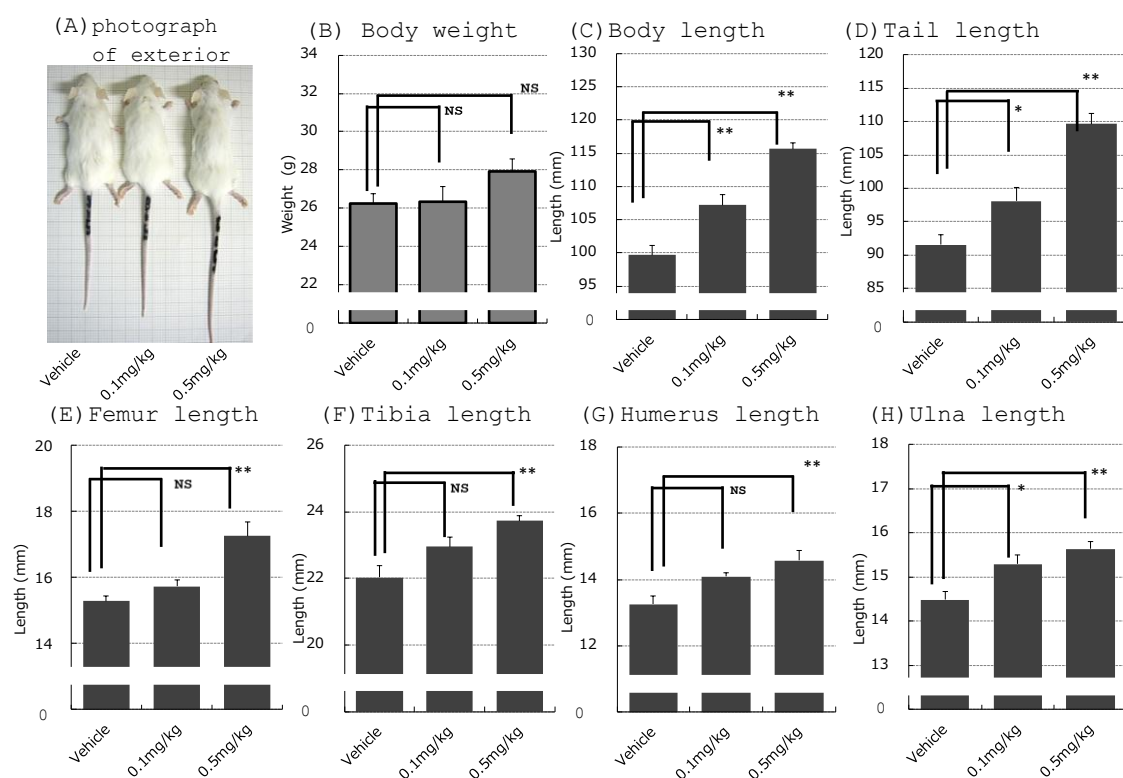 (A) photograph
of exterior
Vehicle
0.1mg/kg
0.5mg/kg
(B) Body weight
34
32
30
28
26
24
22
0
Weight (g)
NS
NS
Vehicle
0.1mg/kg
0.5mg/kg
(C) Body length
130
125
120
115
110
105
100
95
0
Length (mm)
**
**
Vehicle
0.1mg/kg
0.5mg/kg
(D) Tail length
120
115
110
105
100
95
90
85
0
Length (mm)
*
**
Vehicle
0.1mg/kg
0.5mg/kg
(E) Femur length
20
18
16
14
0
Length (mm)
NS
**
Vehicle
0.1mg/kg
0.5mg/kg
(F) Tibia length
26
24
22
20
0
Length (mm)
NS
**
Vehicle
0.1mg/kg
0.5mg/kg
(G) Humerus length
18
16
14
12
0
Length (mm)
NS
**
Vehicle
0.1mg/kg
0.5mg/kg
(H) Ulna length
18
17
16
15
14
13
0
Length (mm)
*
**
Vehicle
0.1mg/kg
0.5mg/kg